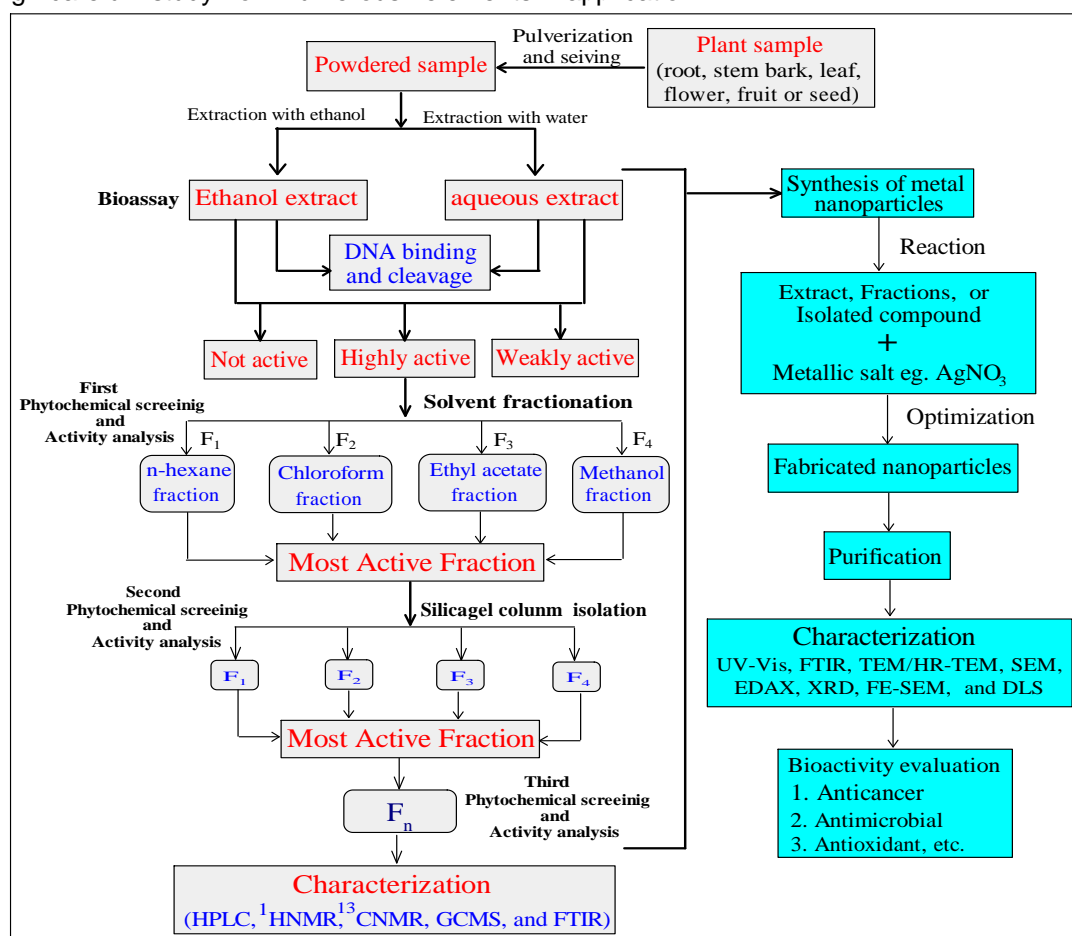 Pulverization
and seiving
Plant sample
(root, stem bark, leaf,
flower, fruit or seed)
Powdered sample
Extraction with ethanol
Extraction with water
Bioassay
Ethanol extract
aqueous extract
DNA binding
and cleavage
Not active
Highly active
Weakly active
First
Phytochemical screeinig
and
Activity analysis
Solvent fractionation
F₁
F₂
F₃
F₄
n-hexane
fraction
Chloroform
fraction
Ethyl acetate
fraction
Methanol
fraction
Most Active Fraction
Second
Phytochemical screeinig
and
Activity analysis
Silicagel colunm isolation
F₁
F₂
F₃
F₄
Most Active Fraction
Third
Phytochemical screeinig
and
Activity analysis
Fₙ
Characterization
(HPLC, ¹HNMR, ¹³CNMR, GCMS, and FTIR)
Synthesis of metal
nanoparticles
Reaction
Extract, Fractions, or
Isolated compound
+
Metallic salt eg. AgNO₃
Optimization
Fabricated nanoparticles
Purification
Characterization
UV-Vis, FTIR, TEM/HR-TEM, SEM,
EDAX, XRD, FE-SEM, and DLS
Bioactivity evaluation
1. Anticancer
2. Antimicrobial
3. Antioxidant, etc.